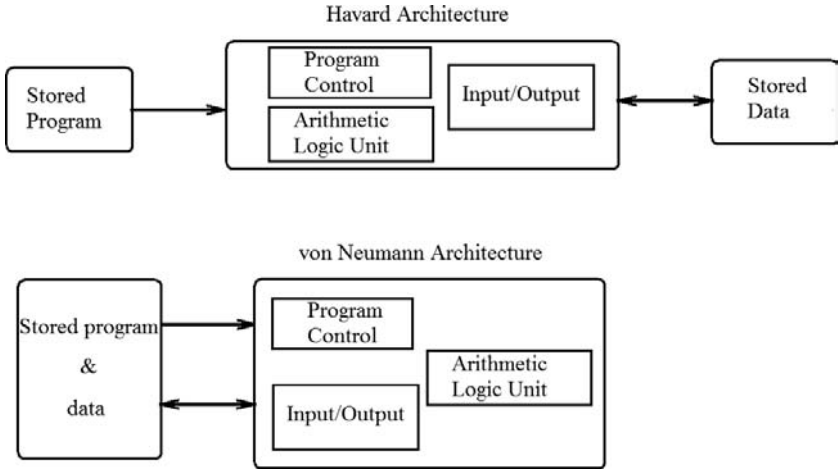 Havard Architecture
Stored
Program
Program
Control
Arithmetic
Logic Unit
Input/Output
Stored
Data
von Neumann Architecture
Stored program
&
data
Program
Control
Input/Output
Arithmetic
Logic Unit